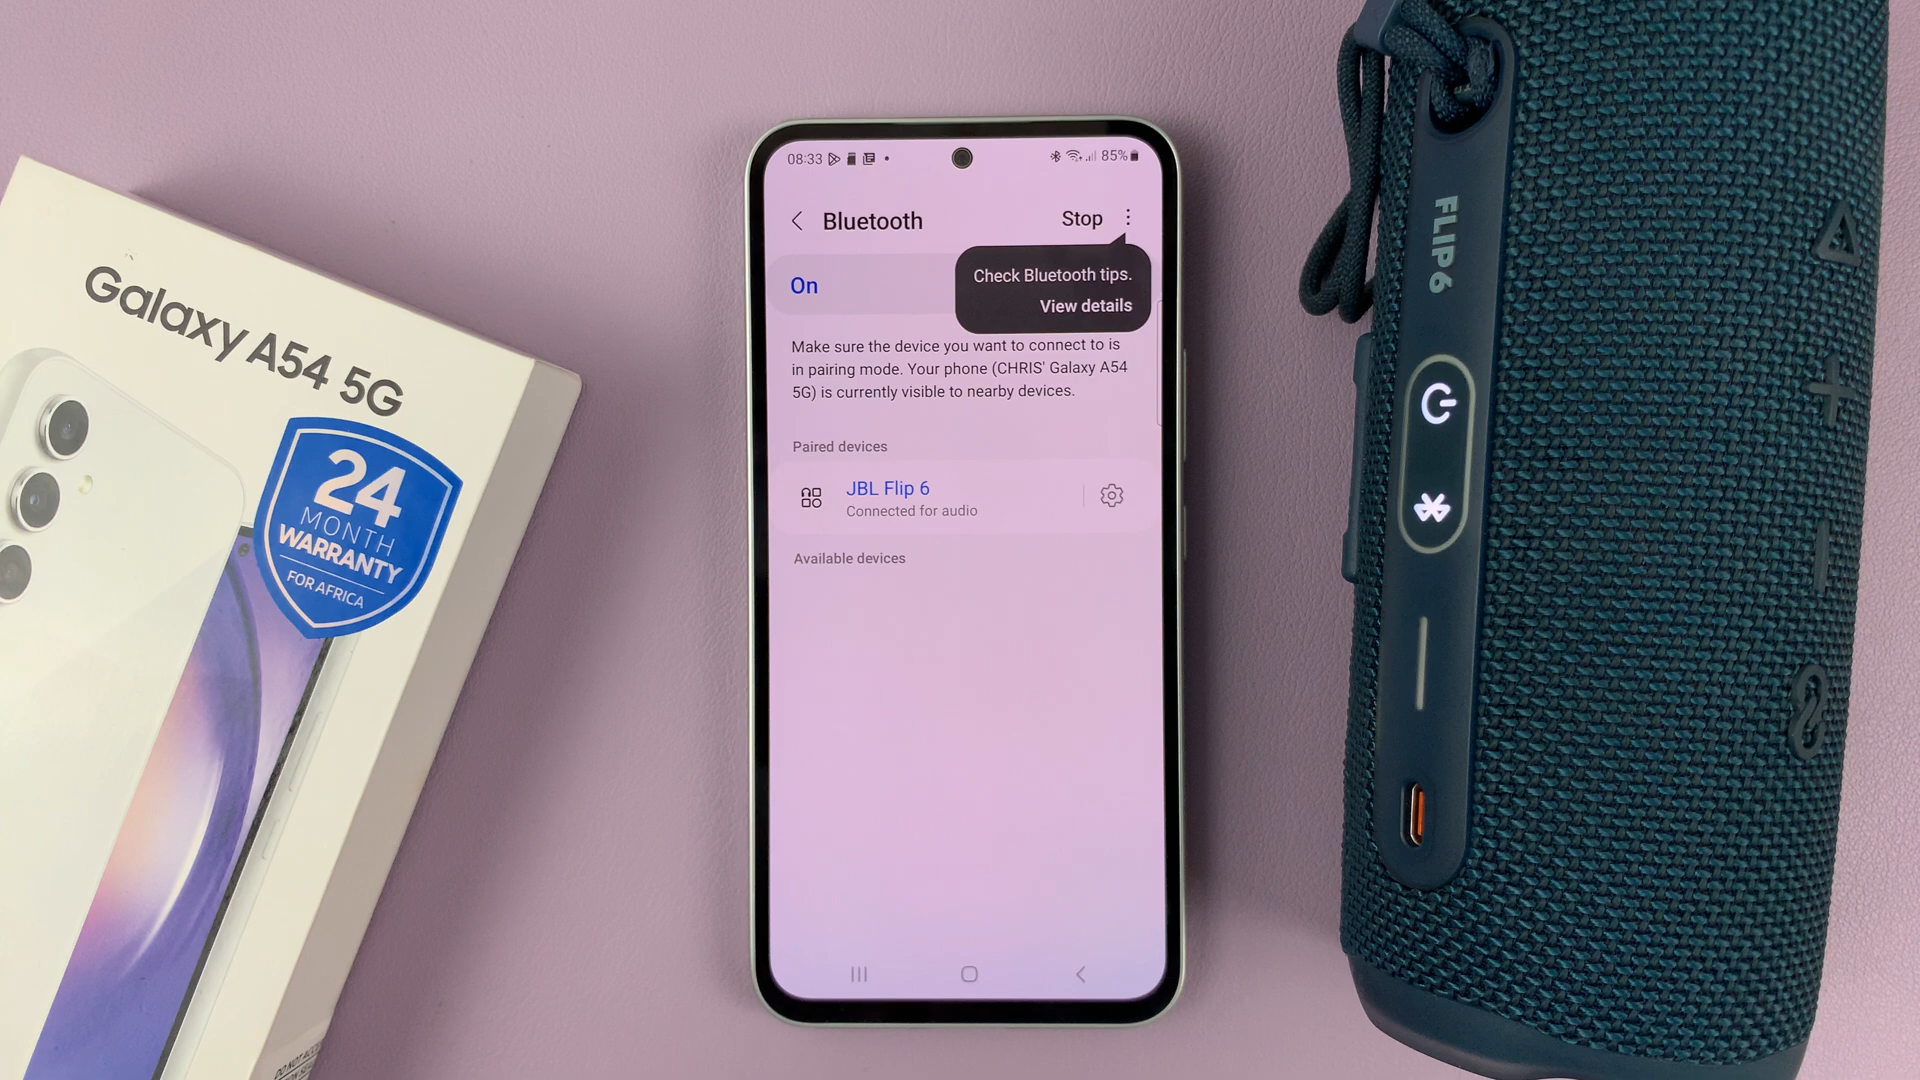 Galaxy A54 5G
24
MONTH
WARRANTY
FOR AFRICA
08:33
85%
Bluetooth
Stop
Check Bluetooth tips.
View details
On
Make sure the device you want to connect to is
in pairing mode. Your phone (CHRIS' Galaxy A54
5G) is currently visible to nearby devices.
Paired devices
JBL Flip 6
Connected for audio
Available devices
FLIP 6